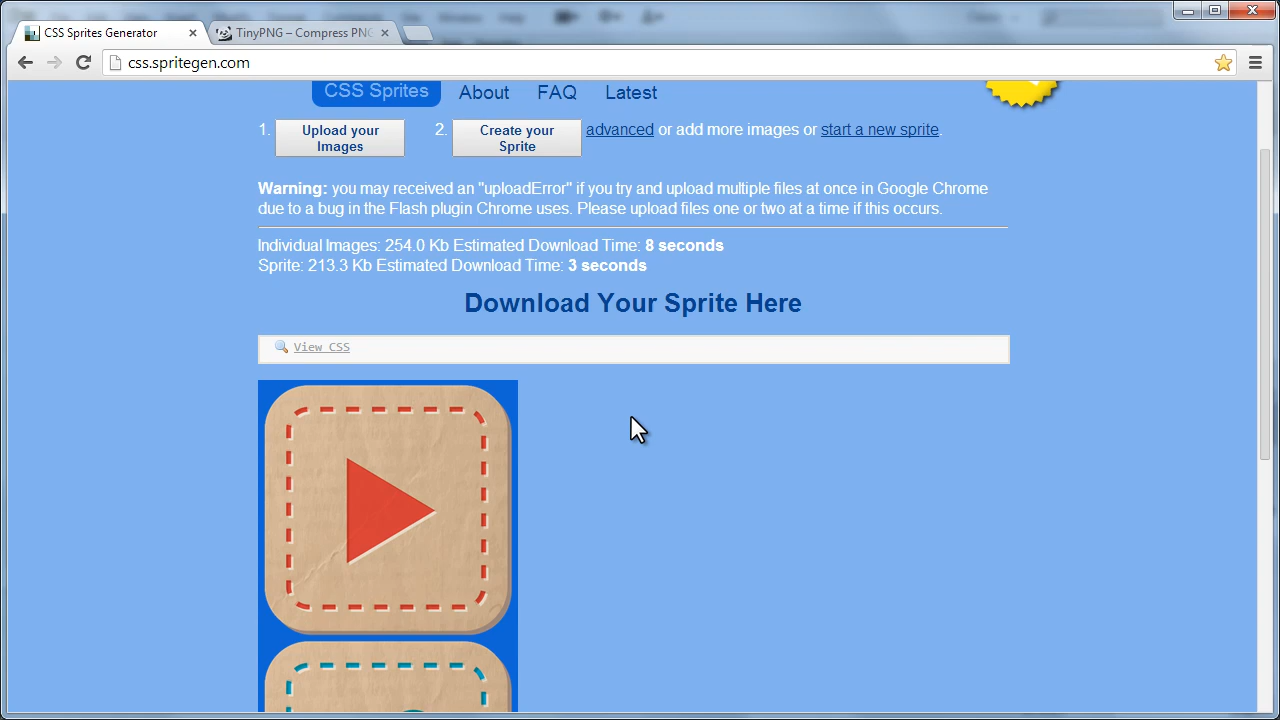 CSS Sprites Generator
TinyPNG – Compress PNG
css.spritegen.com
CSS Sprites About FAQ Latest
1. Upload your Images 2. Create your Sprite advanced or add more images or start a new sprite.
Warning: you may received an "uploadError" if you try and upload multiple files at once in Google Chrome
due to a bug in the Flash plugin Chrome uses. Please upload files one or two at a time if this occurs.
Individual Images: 254.0 Kb Estimated Download Time: 8 seconds
Sprite: 213.3 Kb Estimated Download Time: 3 seconds
Download Your Sprite Here
View CSS